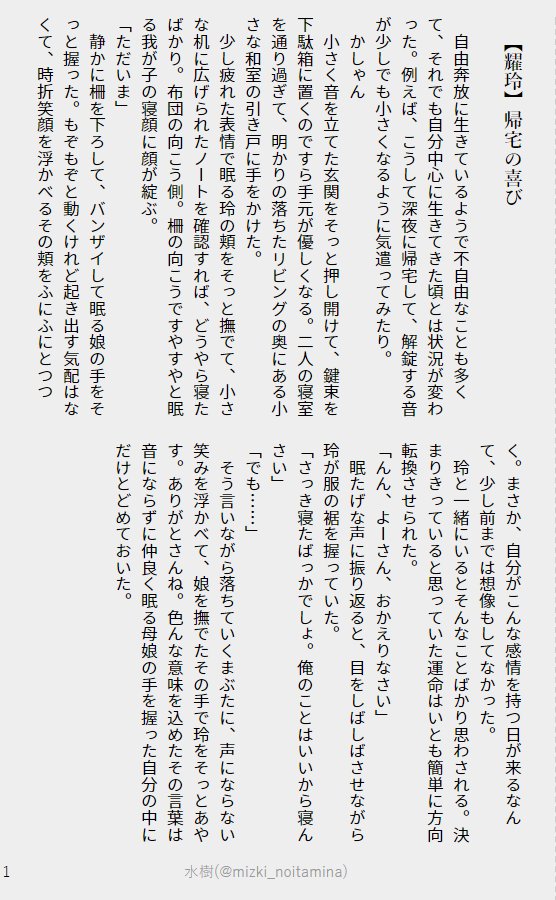 【耀玲】帰宅の喜び
　自由奔放に生きているようで不自由なことも多く
て、それでも自分中心に生きてきた頃とは状況が変わ
った。例えば、こうして深夜に帰宅して、解錠する音
が少しでも小さくなるように気遣ってみたり。
　かしゃん
　小さく音を立てた玄関をそっと押し開けて、鍵束を
下駄箱に置くのですら手元が優しくなる。二人の寝室
を通り過ぎて、明かりの落ちたリビングの奥にある小
さな和室の引き戸に手をかけた。
　少し疲れた表情で眠る玲の頬をそっと撫でて、小さ
な机に広げられたノートを確認すれば、どうやら寝た
ばかり。布団の向こう側。柵の向こうですやすやと眠
る我が子の寝顔に顔が綻ぶ。
「ただいま」
　静かに柵を下ろして、バンザイして眠る娘の手をそ
っと握った。もぞもぞと動くけれど起き出す気配はな
くて、時折笑顔を浮かべるその頬をふにふにとつつ
く。まさか、自分がこんな感情を持つ日が来るなん
て、少し前までは想像もしてなかった。
　玲と一緒にいるとそんなことばかり思わされる。決
まりきっていると思っていた運命はいとも簡単に方向
転換させられた。
「んん、よーさん、おかえりなさい」
　眠たげな声に振り返ると、目をしばしばさせながら
玲が服の裾を握っていた。
「さっき寝たばっかでしょ。俺のことはいいから寝ん
さい」
「でも……」
　そう言いながら落ちていくまぶたに、声にならない
笑みを浮かべて、娘を撫でたその手で玲をそっとあや
す。ありがとさんね。色んな意味を込めたその言葉は
音にならずに仲良く眠る母娘の手を握った自分の中に
だけとどめておいた。
1
水樹(@mizki_noitamina)